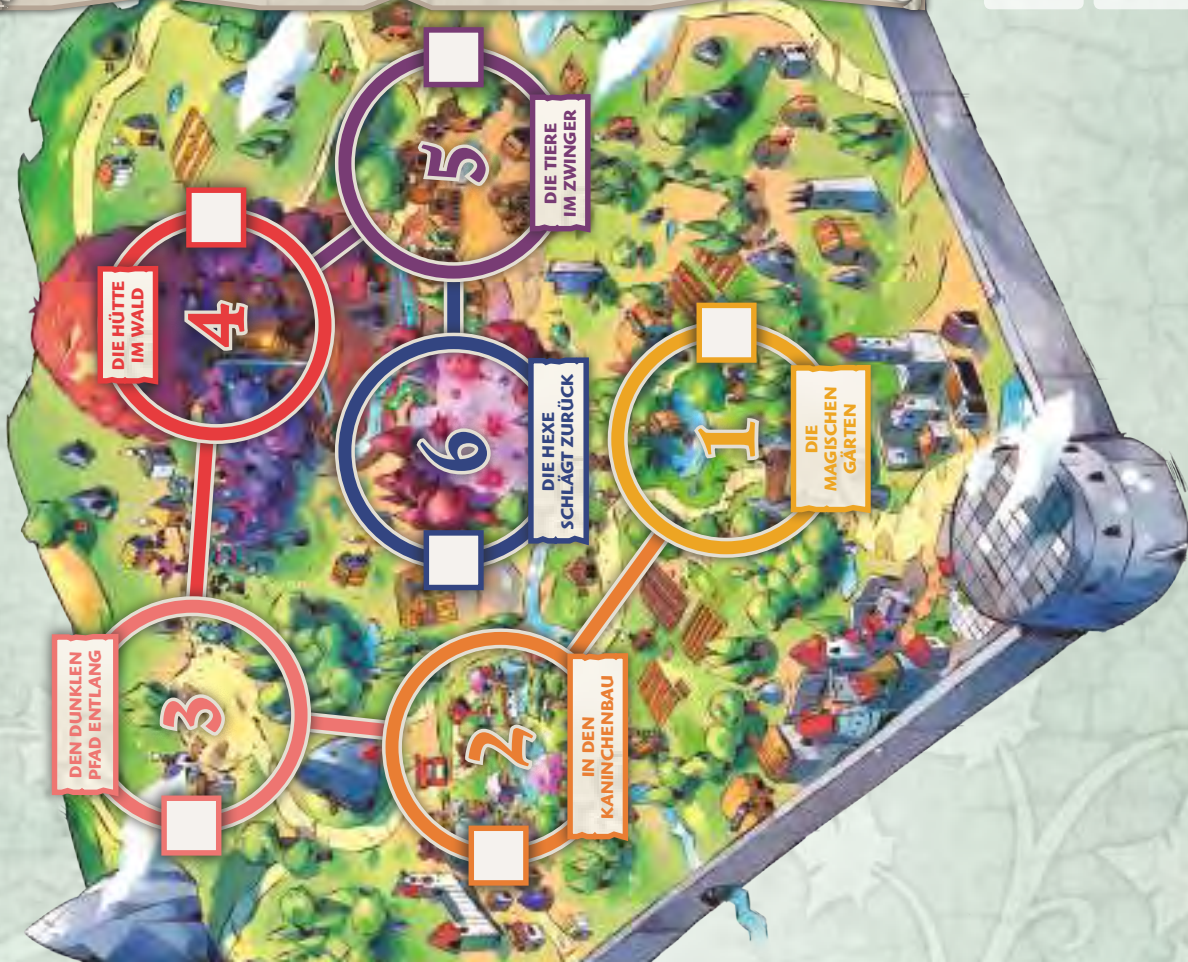 1
DIE
MAGISCHEN
GÄRTEN
2
IN DEN
KANINCHENBAU
3
DEN DUNKLEN
PFAD ENTLANG
4
DIE HÜTTE
IM WALD
5
DIE TIERE
IM ZWINGER
6
DIE HEXE
SCHLÄGT ZURÜCK